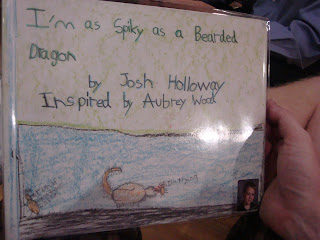 I'm as Spiky as a Bearded
Dragon
by Josh Holloway
Inspired by Aubrey Wood